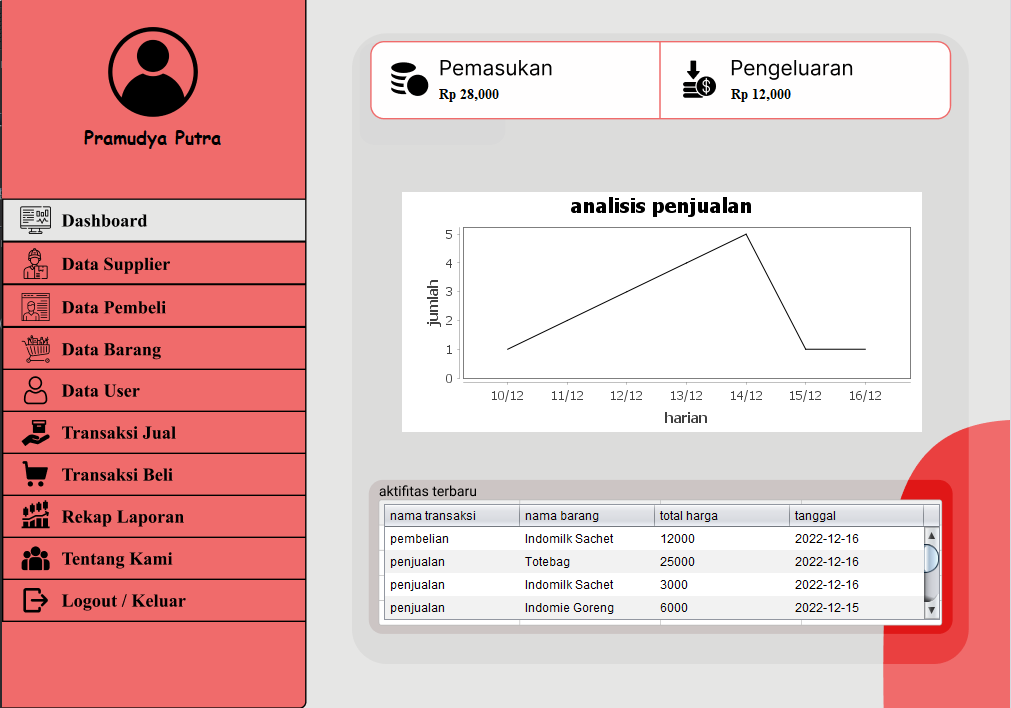 Pramudya Putra
Dashboard
Data Supplier
Data Pembeli
Data Barang
Data User
Transaksi Jual
Transaksi Beli
Rekap Laporan
Tentang Kami
Logout / Keluar
Pemasukan
Rp 28,000
Pengeluaran
Rp 12,000
analisis penjualan
jumlah
5
4
3
2
1
0
10/12 11/12 12/12 13/12 14/12 15/12 16/12
harian
aktifitas terbaru
nama transaksi nama barang total harga tanggal
pembelian Indomilk Sachet 12000 2022-12-16
penjualan Totebag 25000 2022-12-16
penjualan Indomilk Sachet 3000 2022-12-16
penjualan Indomie Goreng 6000 2022-12-15